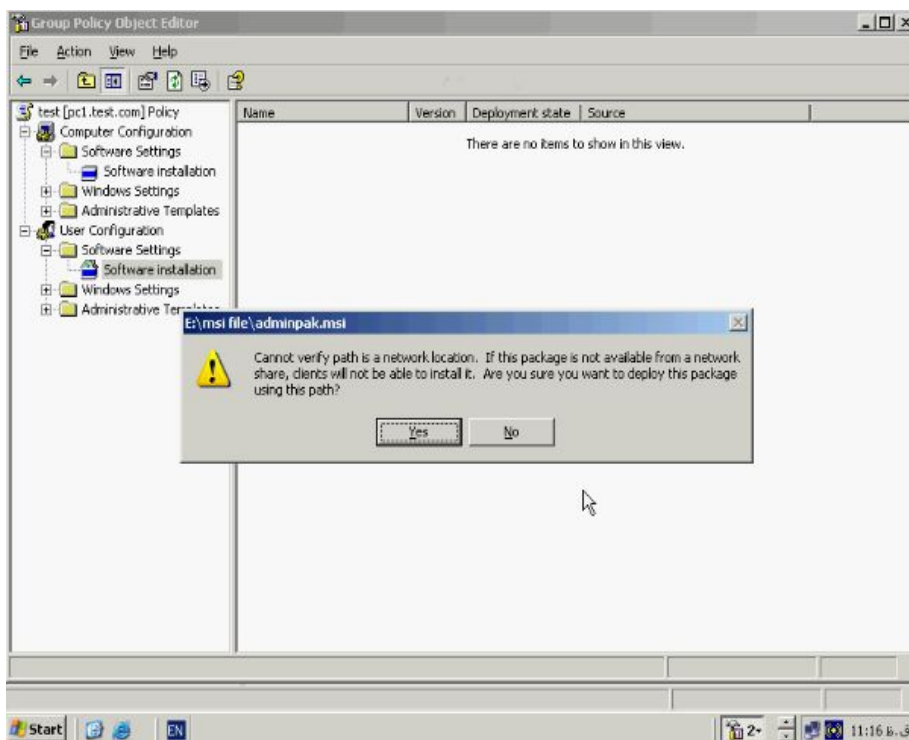 Group Policy Object Editor
File Action View Help
test [pc1.test.com] Policy
Computer Configuration
Software Settings
Software installation
Windows Settings
Administrative Templates
User Configuration
Software Settings
Software installation
Windows Settings
Administrative
Name Version Deployment state Source
There are no items to show in this view.
E:\msi file\adminpak.msi
Cannot verify path is a network location. If this package is not available from a network
share, clients will not be able to install it. Are you sure you want to deploy this package
using this path?
Yes No
Start EN 2 11:16 ق.ظ